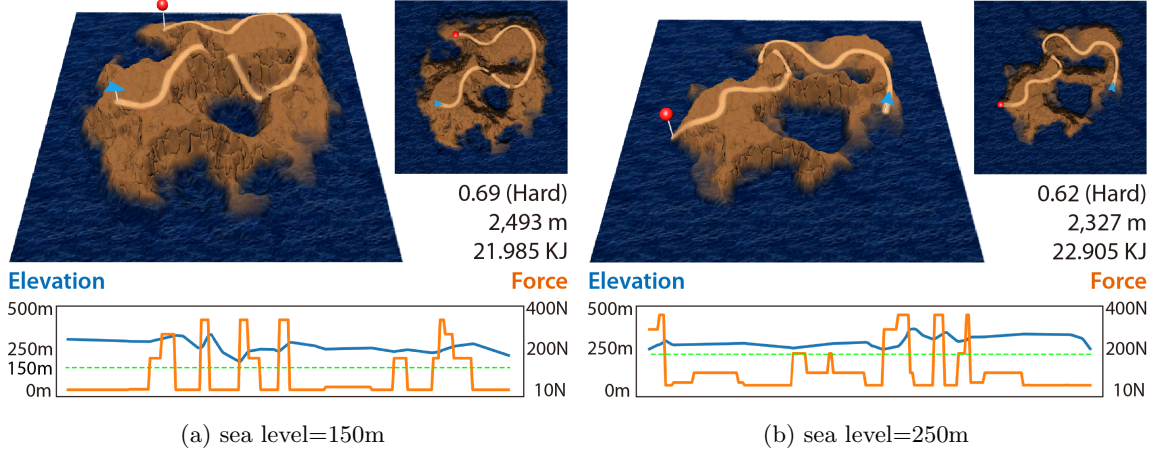 0.69 (Hard)
2,493 m
21.985 KJ
Elevation
Force
500m
250m
150m
0m
400N
200N
10N
(a) sea level=150m
0.62 (Hard)
2,327 m
22.905 KJ
Elevation
Force
500m
250m
0m
400N
200N
10N
(b) sea level=250m